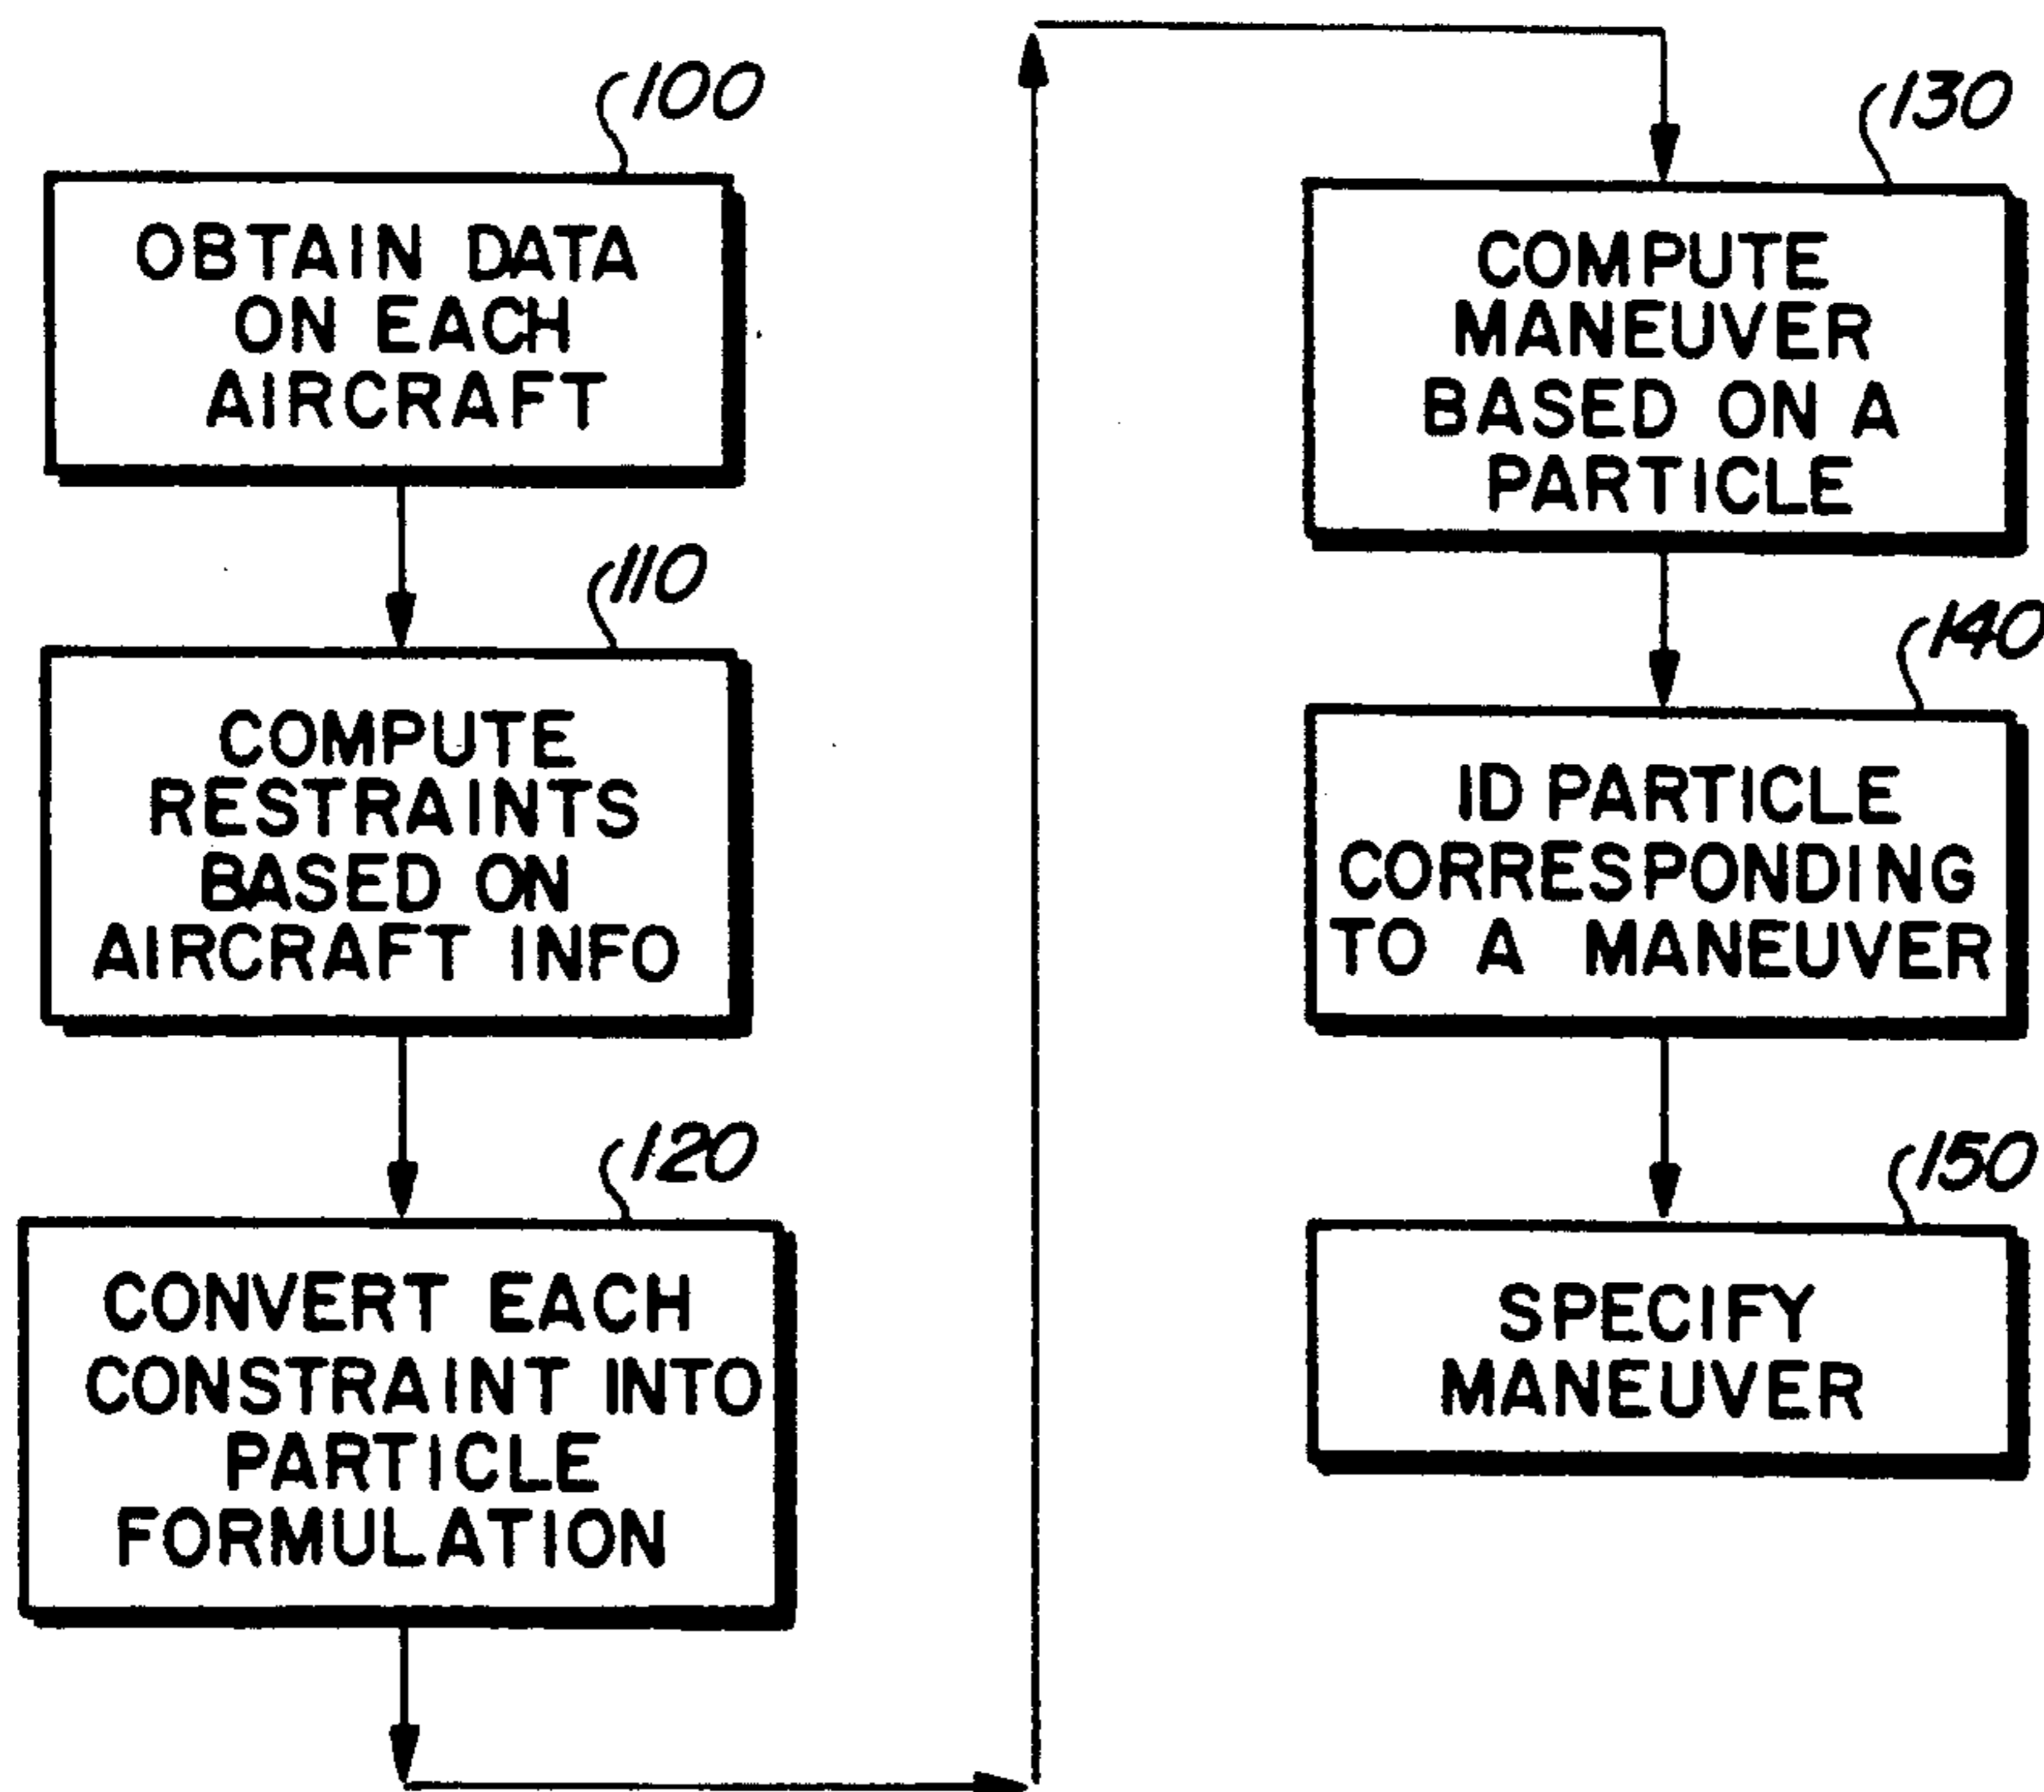 100
OBTAIN DATA
ON EACH
AIRCRAFT
110
COMPUTE
RESTRAINTS
BASED ON
AIRCRAFT INFO
120
CONVERT EACH
CONSTRAINT INTO
PARTICLE
FORMULATION
130
COMPUTE
MANEUVER
BASED ON A
PARTICLE
140
ID PARTICLE
CORRESPONDING
TO A MANEUVER
150
SPECIFY
MANEUVER